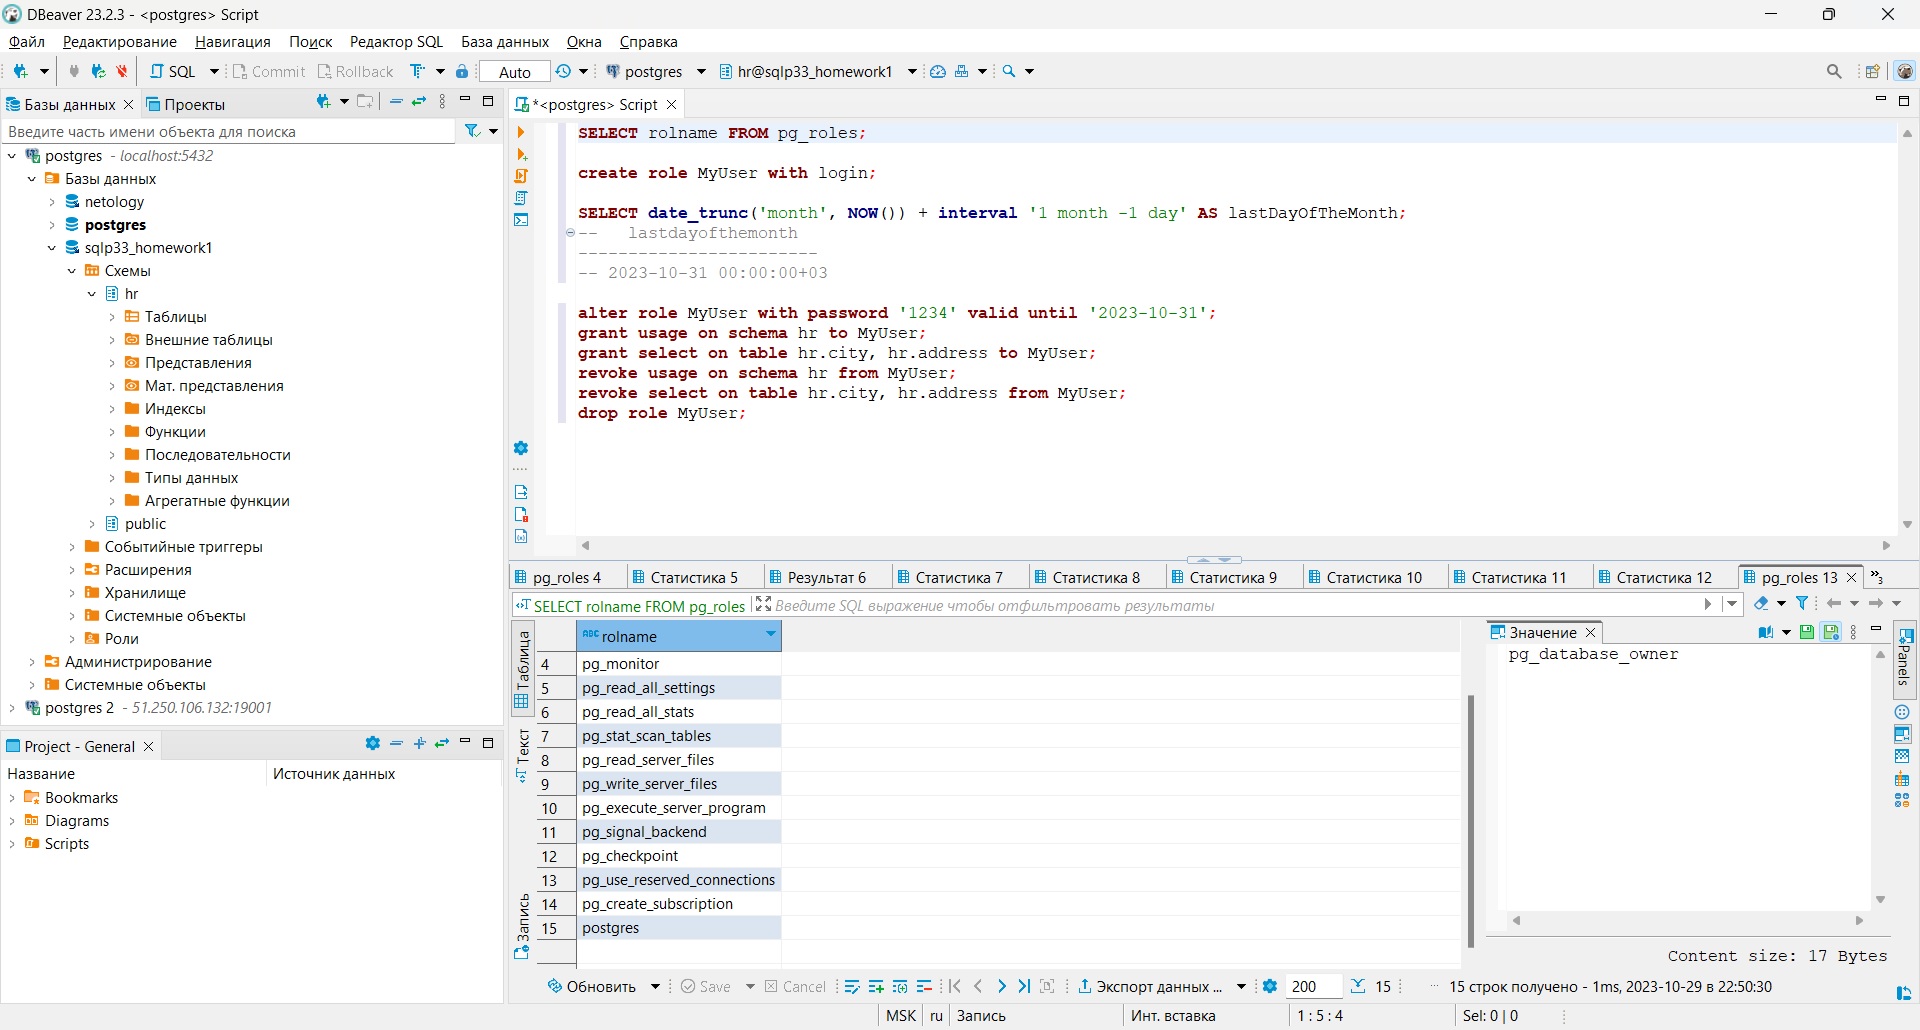 DBeaver 23.2.3 - <postgres> Script
Файл Редактирование Навигация Поиск Редактор SQL База данных Окна Справка
SQL Commit Rollback Auto postgres hr@sqlp33_homework1
Базы данных Проекты
*<postgres> Script
Введите часть имени объекта для поиска
postgres - localhost:5432
Базы данных
netology
postgres
sqlp33_homework1
Схемы
hr
Таблицы
Внешние таблицы
Представления
Мат. представления
Индексы
Функции
Последовательности
Типы данных
Агрегатные функции
public
Событийные триггеры
Расширения
Хранилище
Системные объекты
Роли
Администрирование
Системные объекты
postgres 2 - 51.250.106.132:19001
Project - General
Название Источник данных
Bookmarks
Diagrams
Scripts
SELECT rolname FROM pg_roles;
create role MyUser with login;
SELECT date_trunc('month', NOW()) + interval '1 month -1 day' AS lastDayOfTheMonth;
--   lastdayofthemonth
------------------------
-- 2023-10-31 00:00:00+03
alter role MyUser with password '1234' valid until '2023-10-31';
grant usage on schema hr to MyUser;
grant select on table hr.city, hr.address to MyUser;
revoke usage on schema hr from MyUser;
revoke select on table hr.city, hr.address from MyUser;
drop role MyUser;
pg_roles 4 Статистика 5 Результат 6 Статистика 7 Статистика 8 Статистика 9 Статистика 10 Статистика 11 Статистика 12 pg_roles 13 »3
SELECT rolname FROM pg_roles Введите SQL выражение чтобы отфильтровать результаты
Таблица
Текст
Запись
ABC rolname
4 pg_monitor
5 pg_read_all_settings
6 pg_read_all_stats
7 pg_stat_scan_tables
8 pg_read_server_files
9 pg_write_server_files
10 pg_execute_server_program
11 pg_signal_backend
12 pg_checkpoint
13 pg_use_reserved_connections
14 pg_create_subscription
15 postgres
Значение
pg_database_owner
Panels
Content size: 17 Bytes
Обновить Save Cancel Экспорт данных ... 200 15 ··· 15 строк получено - 1ms, 2023-10-29 в 22:50:30
MSK ru Запись Инт. вставка 1 : 5 : 4 Sel: 0 | 0